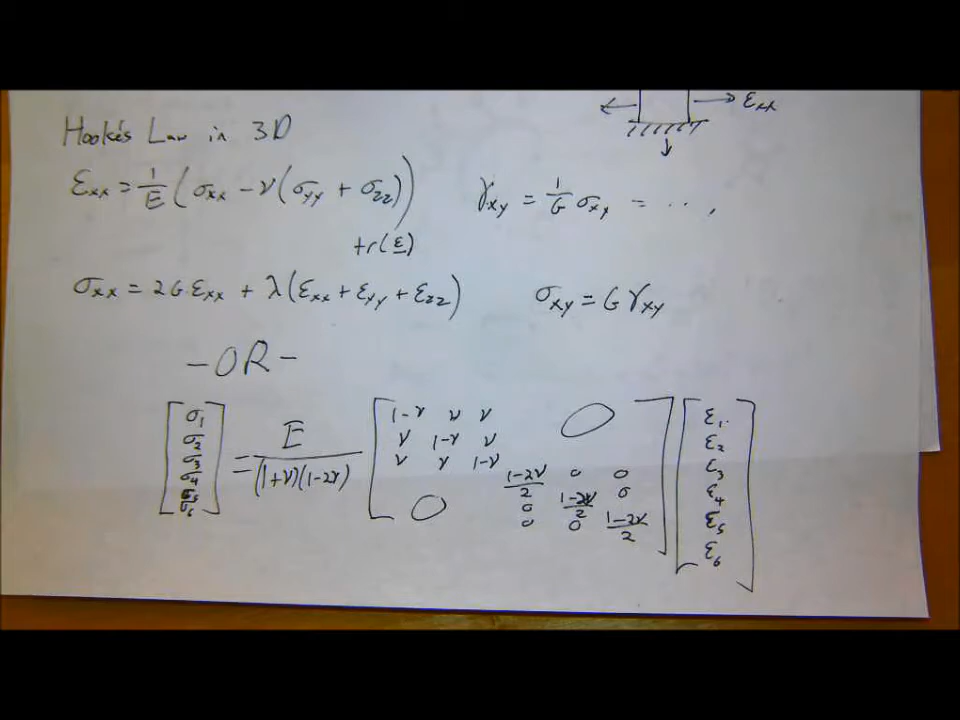 εxx
Hooke's Law in 3D
εxx = 1/E (σxx - ν(σyy + σzz))    γxy = 1/G σxy = ... ,
tr(ε)
σxx = 2G·εxx + λ(εxx + εyy + εzz)    σxy = G γxy
- OR -
[σ1 σ2 σ3 σ4 σ5 σ6] = E/((1+ν)(1-2ν)) [
1-ν ν ν 0
ν 1-ν ν
ν ν 1-ν
0 (1-2ν)/2 0 0
0 (1-2ν)/2 0
0 0 (1-2ν)/2
] [ε1 ε2 ε3 ε4 ε5 ε6]